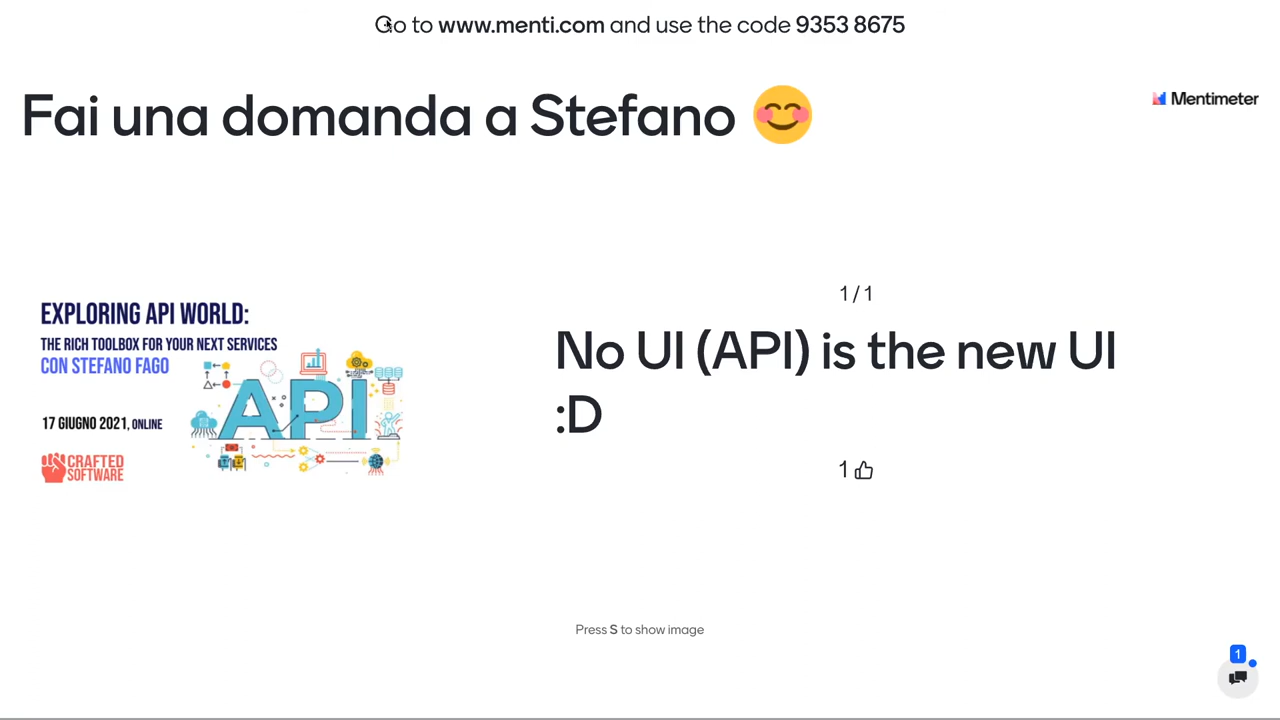 Go to www.menti.com and use the code 9353 8675
Fai una domanda a Stefano 😊
Mentimeter
EXPLORING API WORLD:
THE RICH TOOLBOX FOR YOUR NEXT SERVICES
CON STEFANO FAGO
API
17 GIUGNO 2021, ONLINE
CRAFTED
SOFTWARE
1 / 1
No UI (API) is the new UI
:D
1
Press S to show image
1